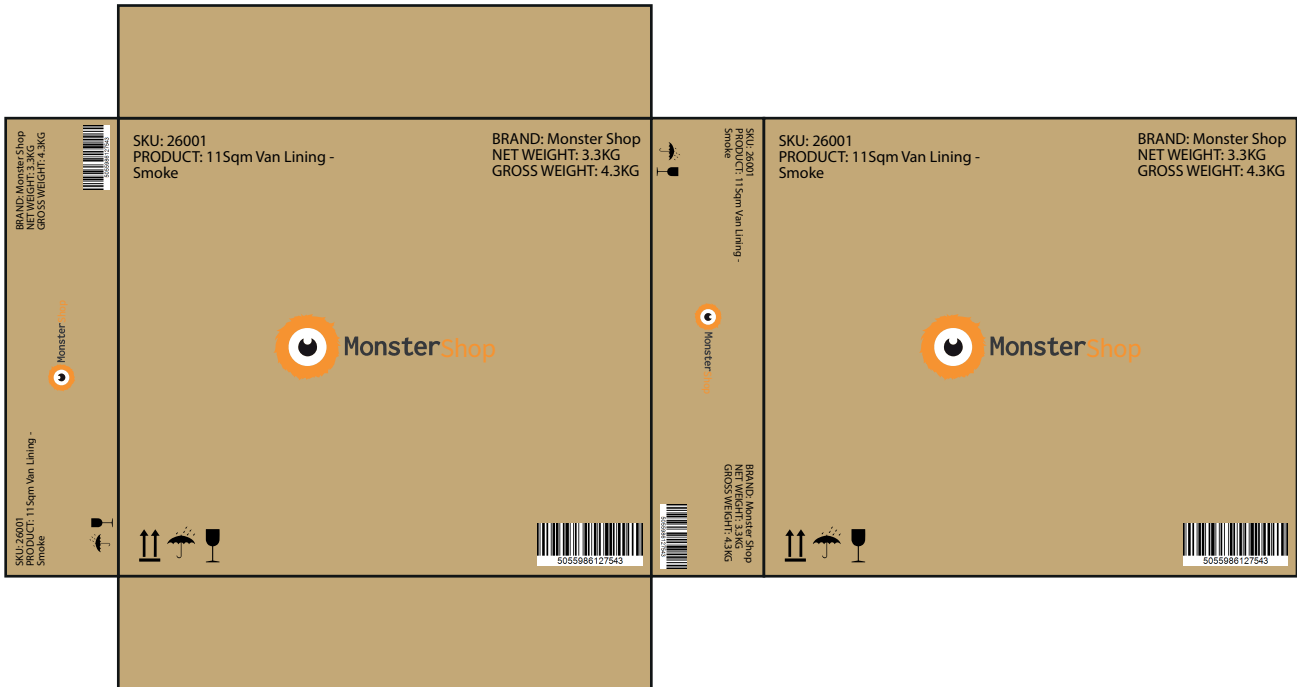 BRAND: Monster Shop
NET WEIGHT: 3.3KG
GROSS WEIGHT: 4.3KG
5055986127543
MonsterShop
SKU: 26001
PRODUCT: 11Sqm Van Lining -
Smoke
SKU: 26001
PRODUCT: 11Sqm Van Lining -
Smoke
BRAND: Monster Shop
NET WEIGHT: 3.3KG
GROSS WEIGHT: 4.3KG
MonsterShop
5055986127543
SKU: 26001
PRODUCT: 11Sqm Van Lining -
Smoke
MonsterShop
BRAND: Monster Shop
NET WEIGHT: 3.3KG
GROSS WEIGHT: 4.3KG
5055986127543
SKU: 26001
PRODUCT: 11Sqm Van Lining -
Smoke
BRAND: Monster Shop
NET WEIGHT: 3.3KG
GROSS WEIGHT: 4.3KG
MonsterShop
5055986127543